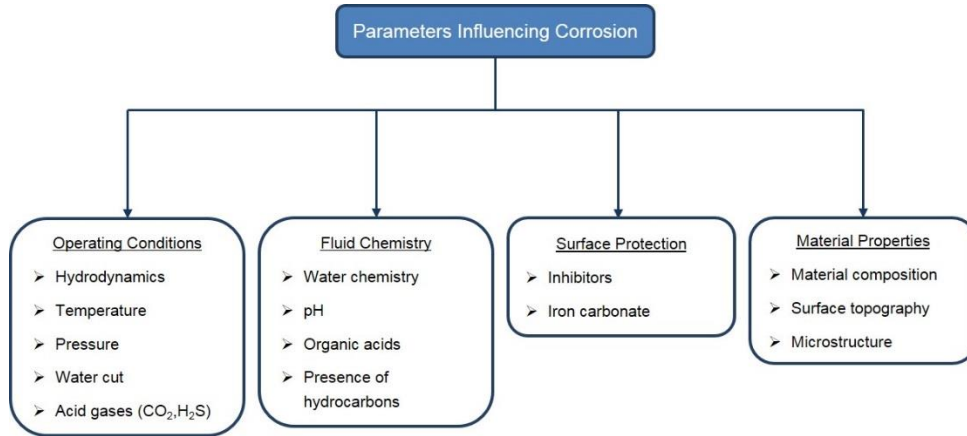 Parameters Influencing Corrosion
Operating Conditions
➢ Hydrodynamics
➢ Temperature
➢ Pressure
➢ Water cut
➢ Acid gases (CO₂,H₂S)
Fluid Chemistry
➢ Water chemistry
➢ pH
➢ Organic acids
➢ Presence of
hydrocarbons
Surface Protection
➢ Inhibitors
➢ Iron carbonate
Material Properties
➢ Material composition
➢ Surface topography
➢ Microstructure